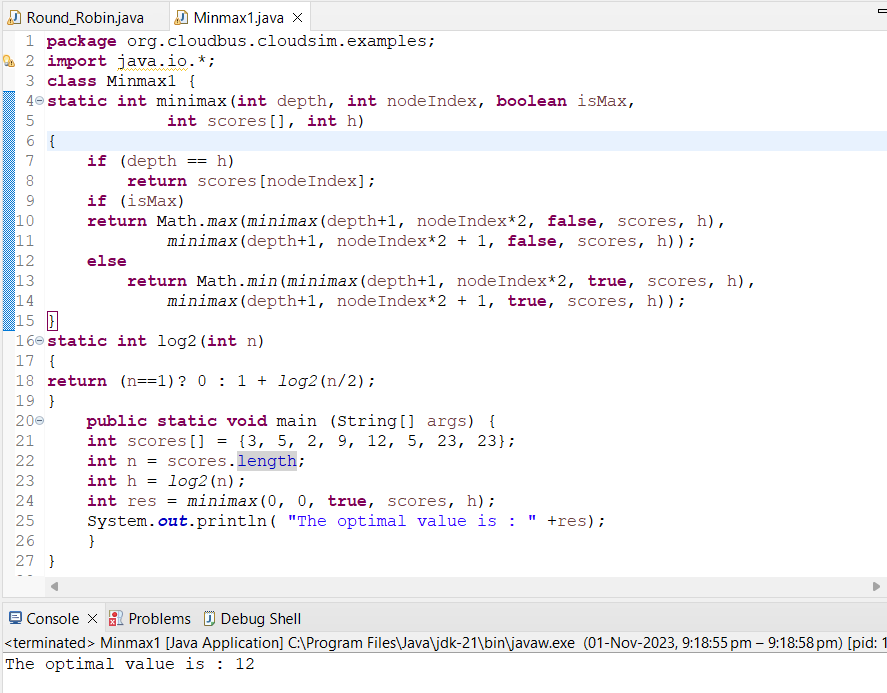 Round_Robin.java Minmax1.java
1 package org.cloudbus.cloudsim.examples;
2 import java.io.*;
3 class Minmax1 {
4 static int minimax(int depth, int nodeIndex, boolean isMax,
5 int scores[], int h)
6 {
7 if (depth == h)
8 return scores[nodeIndex];
9 if (isMax)
10 return Math.max(minimax(depth+1, nodeIndex*2, false, scores, h),
11 minimax(depth+1, nodeIndex*2 + 1, false, scores, h));
12 else
13 return Math.min(minimax(depth+1, nodeIndex*2, true, scores, h),
14 minimax(depth+1, nodeIndex*2 + 1, true, scores, h));
15 }
16 static int log2(int n)
17 {
18 return (n==1)? 0 : 1 + log2(n/2);
19 }
20 public static void main (String[] args) {
21 int scores[] = {3, 5, 2, 9, 12, 5, 23, 23};
22 int n = scores.length;
23 int h = log2(n);
24 int res = minimax(0, 0, true, scores, h);
25 System.out.println( "The optimal value is : " +res);
26 }
27 }
Console Problems Debug Shell
<terminated> Minmax1 [Java Application] C:\Program Files\Java\jdk-21\bin\javaw.exe (01-Nov-2023, 9:18:55 pm – 9:18:58 pm) [pid: 1
The optimal value is : 12